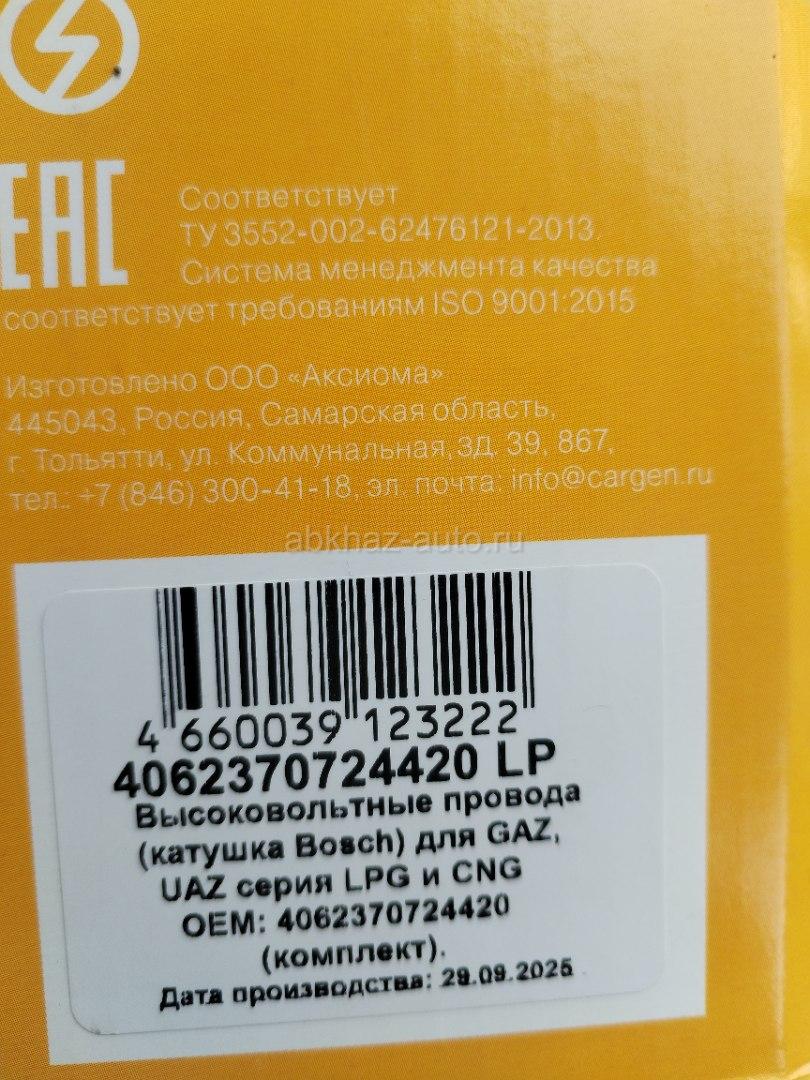 EAC
Соответствует
ТУ 3552-002-62476121-2013.
Система менеджмента качества
соответствует требованиям ISO 9001:2015
Изготовлено ООО «Аксиома»
445043, Россия, Самарская область,
г. Тольятти, ул. Коммунальная, зд. 39, 867,
тел.: +7 (846) 300-41-18, эл. почта: info@cargen.ru
abkhaz-auto.ru
4 660039 123222
4062370724420 LP
Высоковольтные провода
(катушка Bosch) для GAZ,
UAZ серия LPG и CNG
OEM: 4062370724420
(комплект).
Дата производства: 29.09.2025